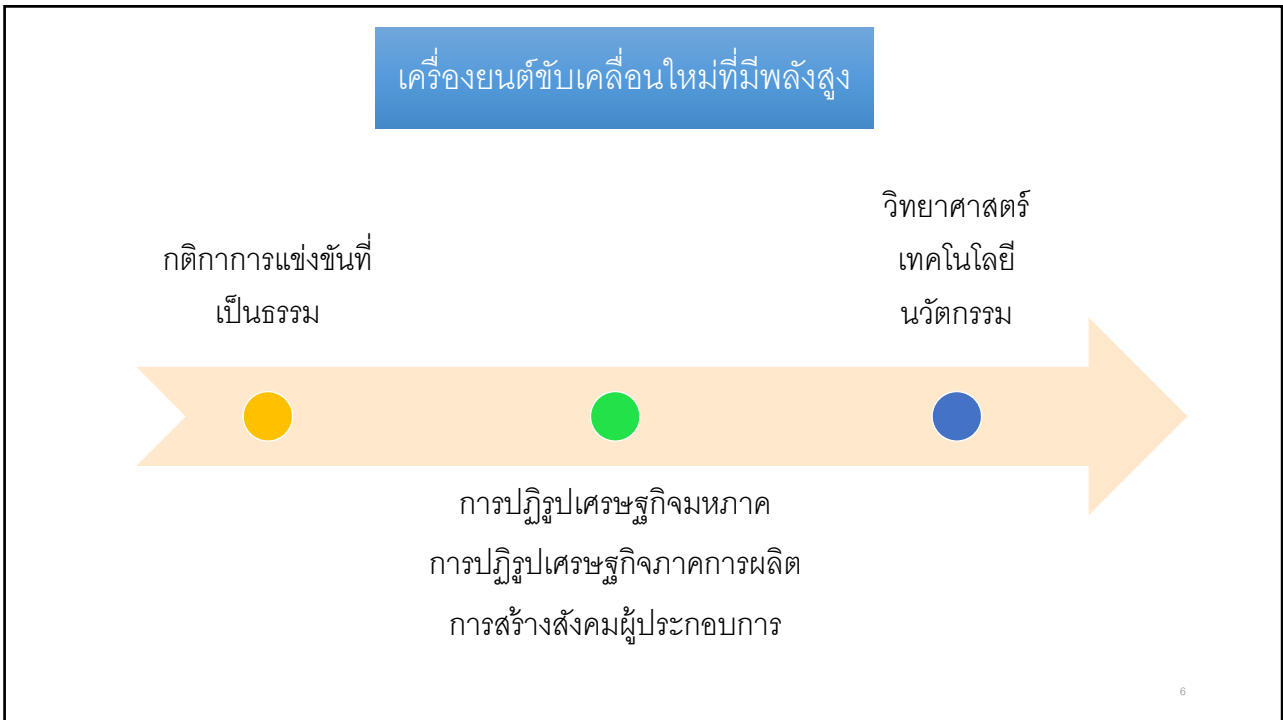 เครื่องยนต์ขับเคลื่อนใหม่ที่มีพลังสูง
กติกาการแข่งขันที่
เป็นธรรม
วิทยาศาสตร์
เทคโนโลยี
นวัตกรรม
การปฏิรูปเศรษฐกิจมหภาค
การปฏิรูปเศรษฐกิจภาคการผลิต
การสร้างสังคมผู้ประกอบการ
6